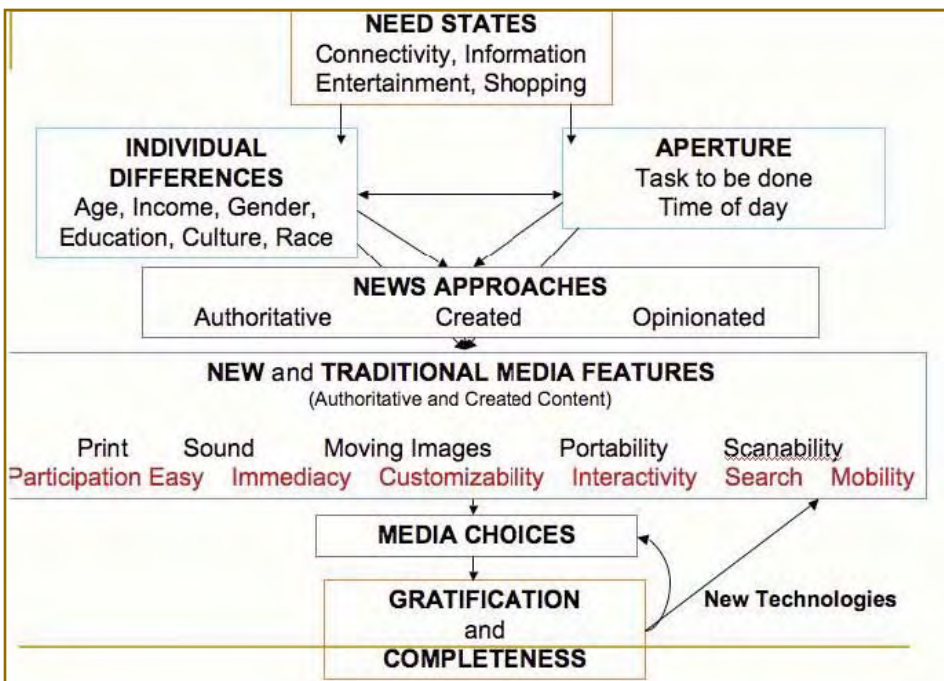 NEED STATES
Connectivity, Information
Entertainment, Shopping
INDIVIDUAL
DIFFERENCES
Age, Income, Gender,
Education, Culture, Race
APERTURE
Task to be done
Time of day
NEWS APPROACHES
Authoritative Created Opinionated
NEW and TRADITIONAL MEDIA FEATURES
(Authoritative and Created Content)
Print Sound Moving Images Portability Scanability
Participation Easy Immediacy Customizability Interactivity Search Mobility
MEDIA CHOICES
GRATIFICATION
and
COMPLETENESS
New Technologies